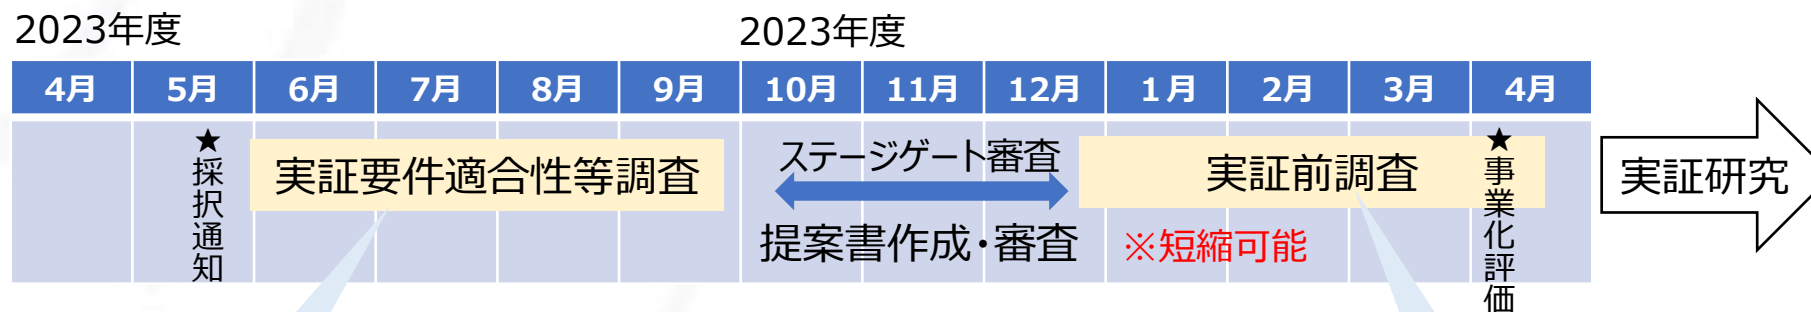 2023年度
2023年度
4月 5月 6月 7月 8月 9月 10月 11月 12月 1月 2月 3月 4月
★採択通知
実証要件適合性等調査
ステージゲート審査
提案書作成・審査
実証前調査
※短縮可能
★事業化評価
実証研究